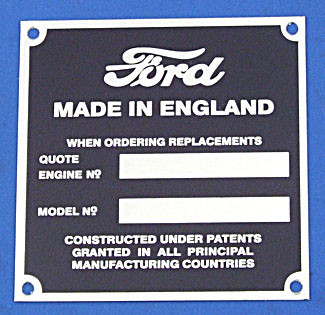 Ford
MADE IN ENGLAND
WHEN ORDERING REPLACEMENTS
QUOTE
ENGINE Nº
MODEL Nº
CONSTRUCTED UNDER PATENTS
GRANTED IN ALL PRINCIPAL
MANUFACTURING COUNTRIES